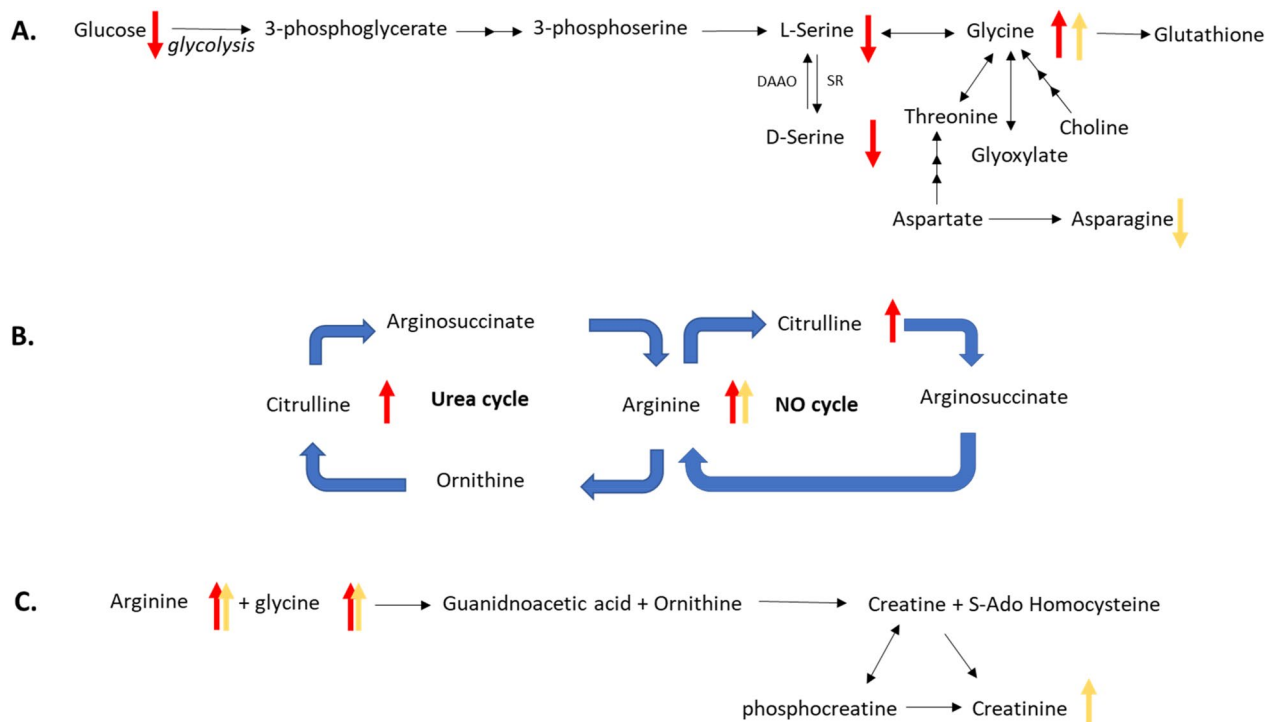 A.
Glucose
glycolysis
3-phosphoglycerate
3-phosphoserine
L-Serine
Glycine
Glutathione
DAAO
SR
D-Serine
Threonine
Glyoxylate
Choline
Aspartate
Asparagine
B.
Arginosuccinate
Citrulline
Citrulline
Urea cycle
Arginine
NO cycle
Arginosuccinate
Ornithine
C.
Arginine + glycine
Guanidnoacetic acid + Ornithine
Creatine + S-Ado Homocysteine
phosphocreatine
Creatinine